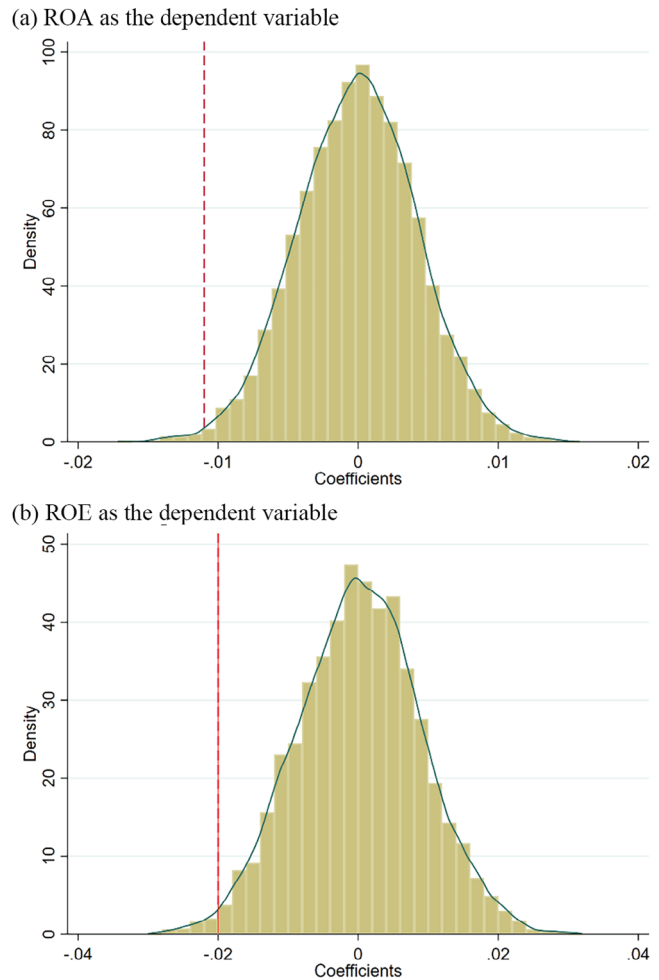 (a) ROA as the dependent variable
100
80
60
40
20
0
Density
-.02 -.01 0 .01 .02
Coefficients
(b) ROE as the dependent variable
50
40
30
20
10
0
Density
-.04 -.02 0 .02 .04
Coefficients